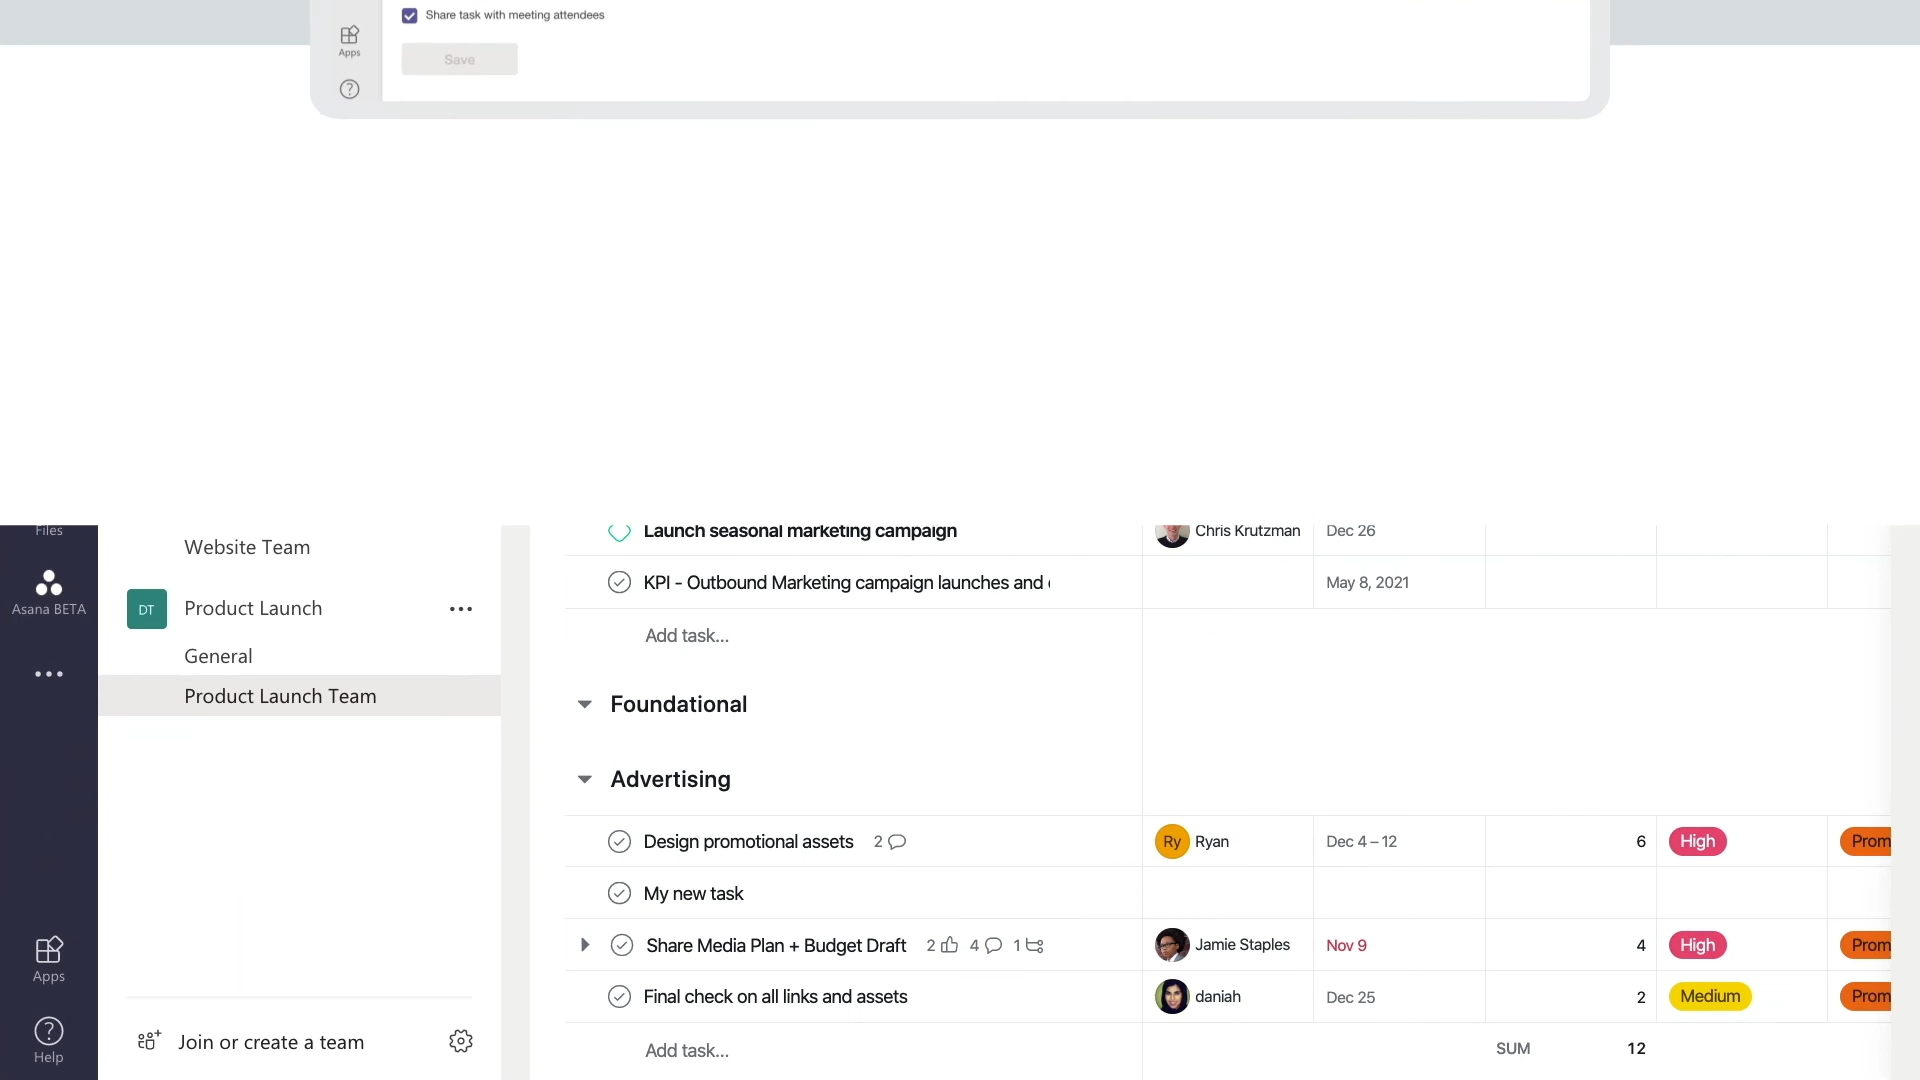 Share task with meeting attendees
Apps
Save
Files
Website Team
Asana BETA
DT Product Launch
General
Product Launch Team
Apps
Help
Join or create a team
Launch seasonal marketing campaign Chris Krutzman Dec 26
KPI - Outbound Marketing campaign launches and May 8, 2021
Add task...
Foundational
Advertising
Design promotional assets 2 Ry Ryan Dec 4 – 12 6 High Prom
My new task
Share Media Plan + Budget Draft 2 4 1 Jamie Staples Nov 9 4 High Prom
Final check on all links and assets daniah Dec 25 2 Medium Prom
Add task... SUM 12